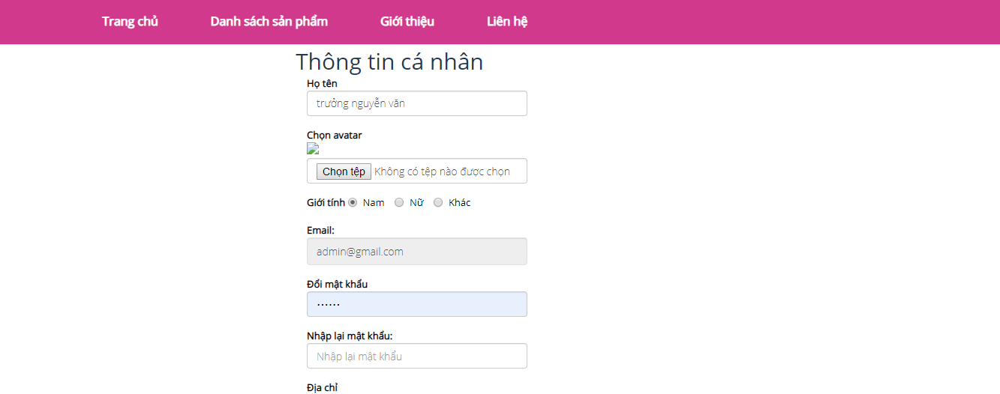 Trang chủ Danh sách sản phẩm Giới thiệu Liên hệ
Thông tin cá nhân
Họ tên
trưởng nguyễn văn
Chọn avatar
Chọn tệp Không có tệp nào được chọn
Giới tính Nam Nữ Khác
Email:
admin@gmail.com
Đổi mật khẩu
······
Nhập lại mật khẩu:
Nhập lại mật khẩu
Địa chỉ